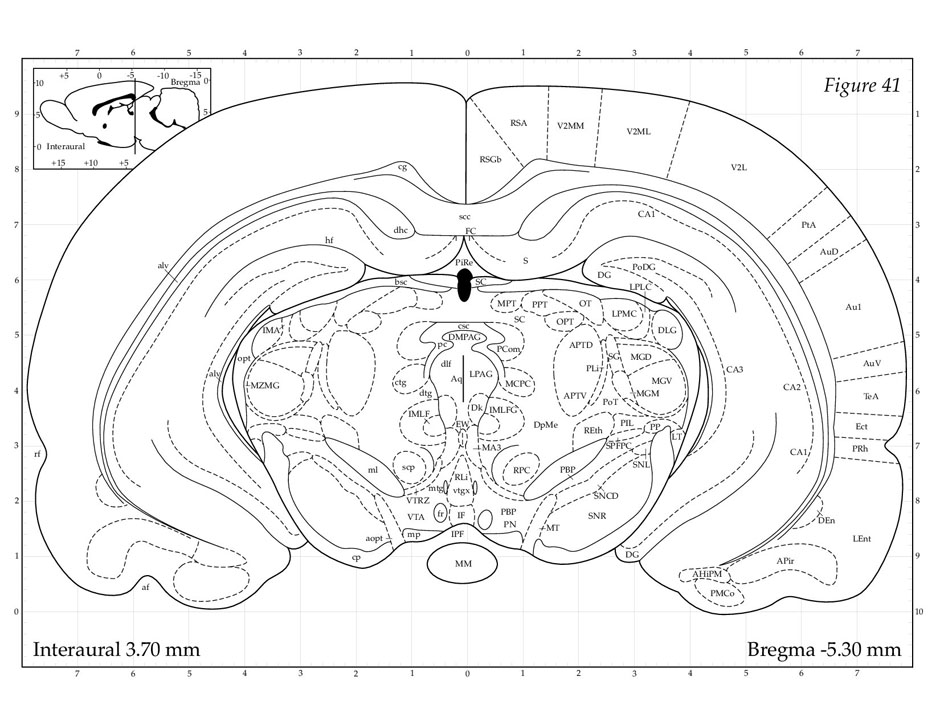 7 6 5 4 3 2 1 0 1 2 3 4 5 6 7
+5 0 -5 -10 -15
Bregma 0
10
5 5
0 Interaural
+15 +10 +5
Figure 41
9 1
8 2
7 3
6 4
5 5
4 6
3 7
2 8
1 9
0 10
RSA V2MM V2ML
RSGb V2L
cg
scc CA1
dhc FC PtA
hf AuD
alv PiRe S DG PoDG
bsc SC LPLC
MPT PPT OT Au1
SC OPT LPMC
IMA csc DLG
DMPAG
pc PCom APTD
opt dlf SG MGD AuV
alv LPAG PLi CA3
MZMG ctg Aq MCPC MGV CA2
dtg APTV MGM TeA
IMLF Dk IMLFG PoT
EW DpMe REth PIL PP Ect
rf MA3 SPFPC LT PRh
CA1
ml scp RPC PBP SNL
RLi
mtg vtgx
VTRZ SNCD
VTA fr IF PBP SNR
PN DEn
aopt mp IPF MT LEnt
cp MM DG APir
AHiPM
af PMCo
Interaural 3.70 mm Bregma -5.30 mm
7 6 5 4 3 2 1 0 1 2 3 4 5 6 7